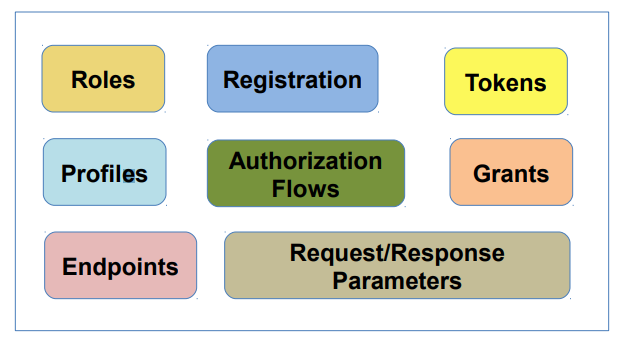 Roles
Registration
Tokens
Profiles
Authorization
Flows
Grants
Endpoints
Request/Response
Parameters